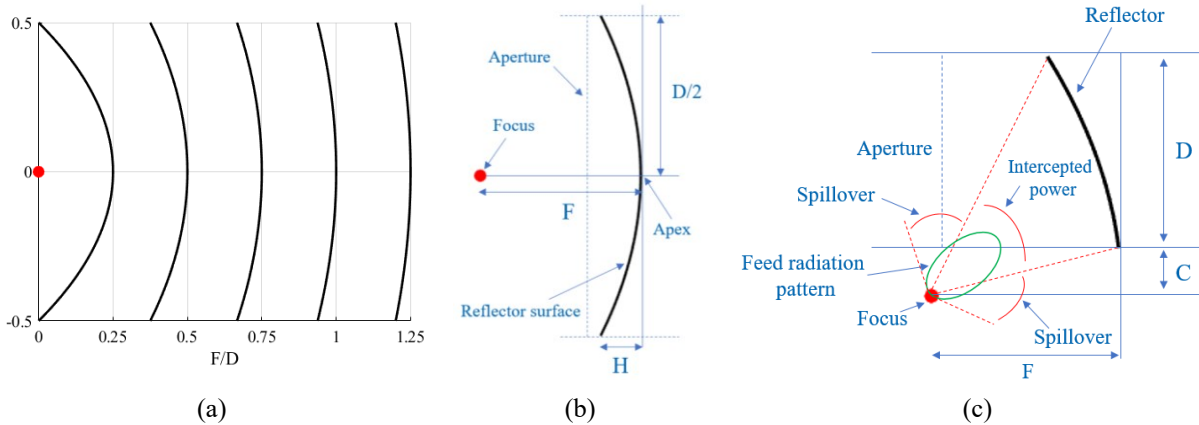 0.5
0
-0.5
0
0.25
0.5
0.75
1
1.25
F/D
(a)
Aperture
D/2
Focus
F
Apex
Reflector surface
H
(b)
Reflector
Aperture
D
Intercepted
power
Spillover
Feed radiation
pattern
C
Focus
Spillover
F
(c)